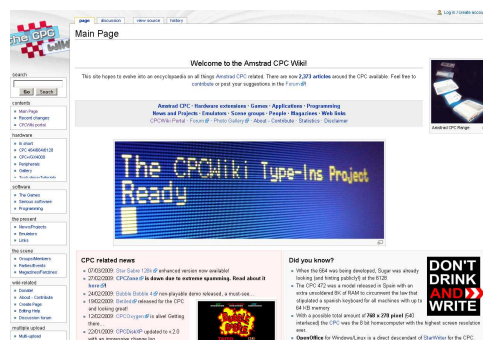 Log in / create account
page discussion view source history
Main Page
the CPC
wiki
Welcome to the Amstrad CPC Wiki!
This site hopes to evolve into an encyclopaedia on all things Amstrad CPC related. There are now 2,373 articles around the CPC available. Feel free to
contribute or post your suggestions in the Forum
Amstrad CPC Range
Amstrad CPC · Hardware extensions · Games · Applications · Programming
News and Projects · Emulators · Scene groups · People · Magazines · Web links
CPCWiki Portal · Forum · Photo Gallery · About · Contribute · Statistics · Disclaimer
search
Go Search
contents
Main Page
Recent changes
CPCWiki portal
hardware
In short
CPC 464/664/6128
CPC+/GX4000
Peripherals
Gallery
software
The Games
Serious software
Programming
the present
News/Projects
Emulators
Links
the scene
Groups/Members
Parties/Events
Magazines/Fanzines
wiki-related
Donate!
About - Contribute
Create Page
Editing Help
Discussion forum
multiple upload
Multi-upload
The CPCWiki Type-Ins Project
Ready
CPC related news
07/03/2009: Star Sabre 128k enhanced version now available!
27/02/2009: CPCZone is down due to extreme spamming. Read about it
here
24/02/2009: Bubble Bobble 4 non-playable demo released, a must-see...
19/02/2009: released for the CPC
and looking great!
12/02/2009: CPCOxygen is alive! Getting
there...
22/01/2009: CPCDisk updated to v.2.0
with an impressive change log
Did you know?
When the 664 was being developed, Sugar was already
looking (and hinting publicly!) at the 6128
The CPC 472 was a model released in Spain with an
extra unsoldered 8K of RAM to circumvent the law that
stipulated a spanish keyboard for all machines with up to
64 KB memory
With a possible total amount of 768 x 270 pixel (540
interlaced) the CPC was the 8 bit homecomputer with the highest screen resolution
ever.
OpenOffice for Windows/Linux is a direct descendant of StarWriter for the CPC
DON'T
DRINK
AND
WRITE